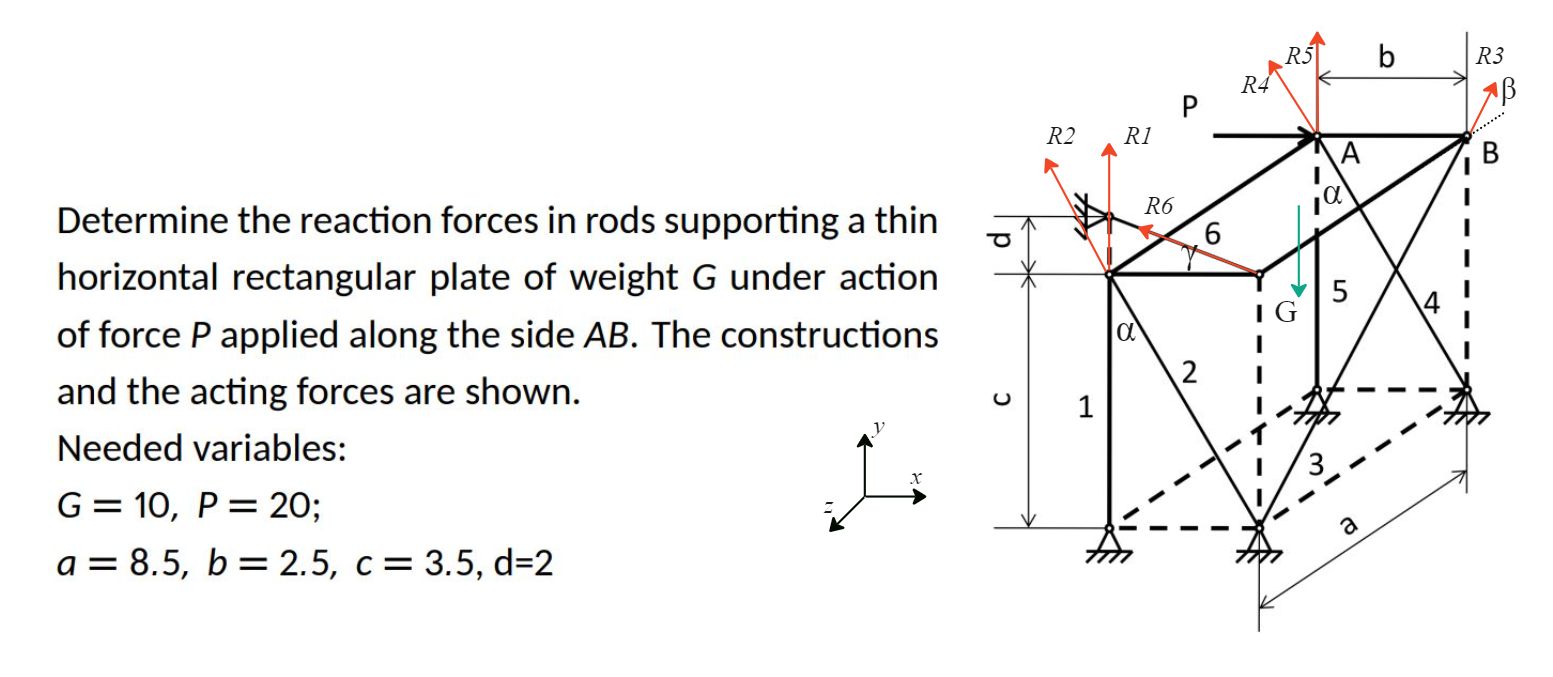 Determine the reaction forces in rods supporting a thin
horizontal rectangular plate of weight G under action
of force P applied along the side AB. The constructions
and the acting forces are shown.
Needed variables:
G = 10, P = 20;
a = 8.5, b = 2.5, c = 3.5, d=2
y
x
z
R5
b
R3
R4
β
P
R2
R1
A
B
α
R6
d
6
γ
G
5
4
α
2
c
1
3
a